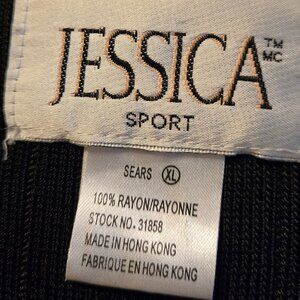 JESSICA TM MC
SPORT
SEARS XL
100% RAYON/RAYONNE
STOCK NO. 31858
MADE IN HONG KONG
FABRIQUE EN HONG KONG